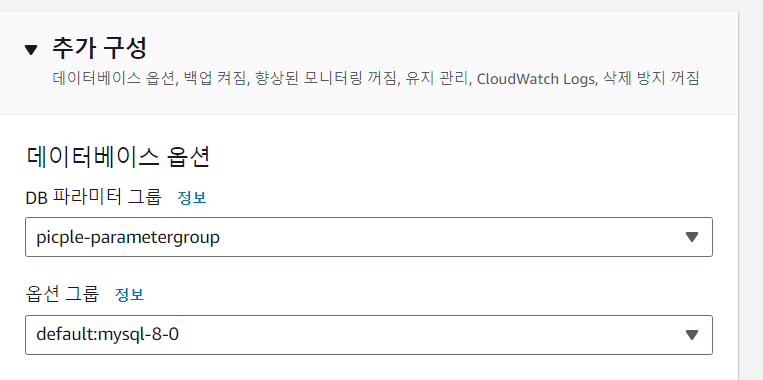 추가 구성
데이터베이스 옵션, 백업 켜짐, 향상된 모니터링 꺼짐, 유지 관리, CloudWatch Logs, 삭제 방지 꺼짐
데이터베이스 옵션
DB 파라미터 그룹 정보
picple-parametergroup
옵션 그룹 정보
default:mysql-8-0